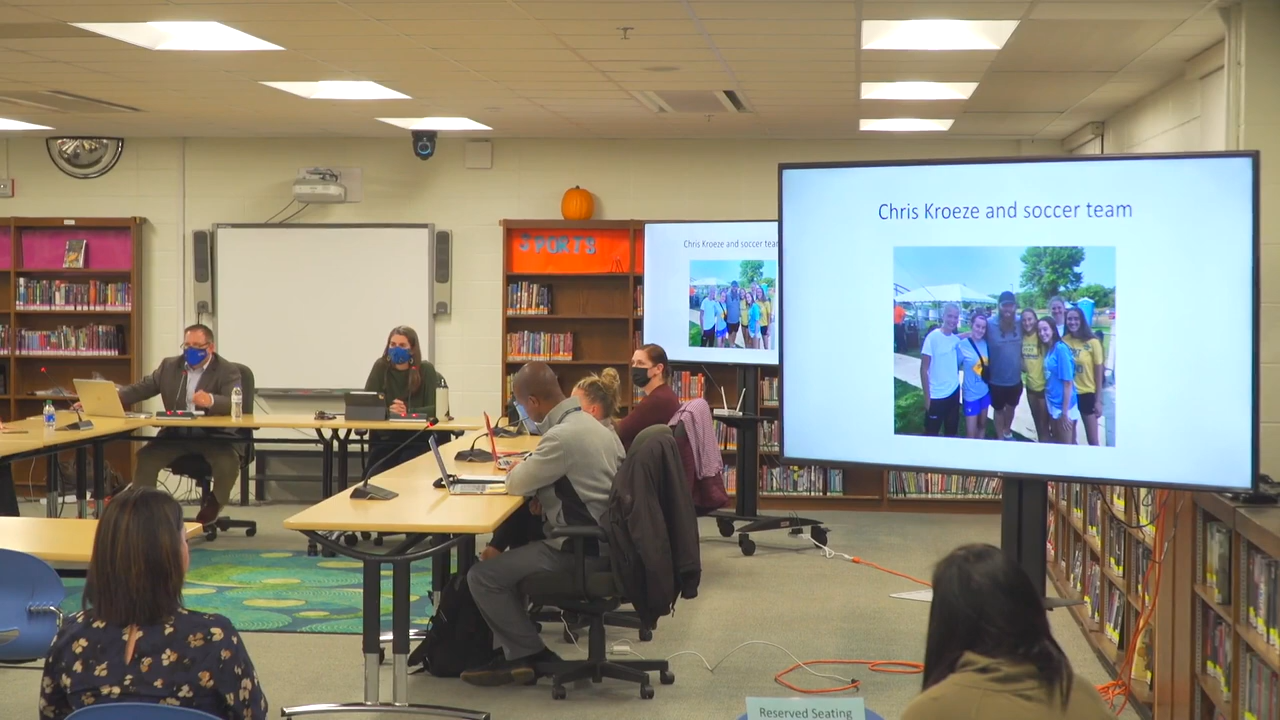 Chris Kroeze and soccer team
Chris Kroeze and soccer team
SPORTS
Reserved Seating